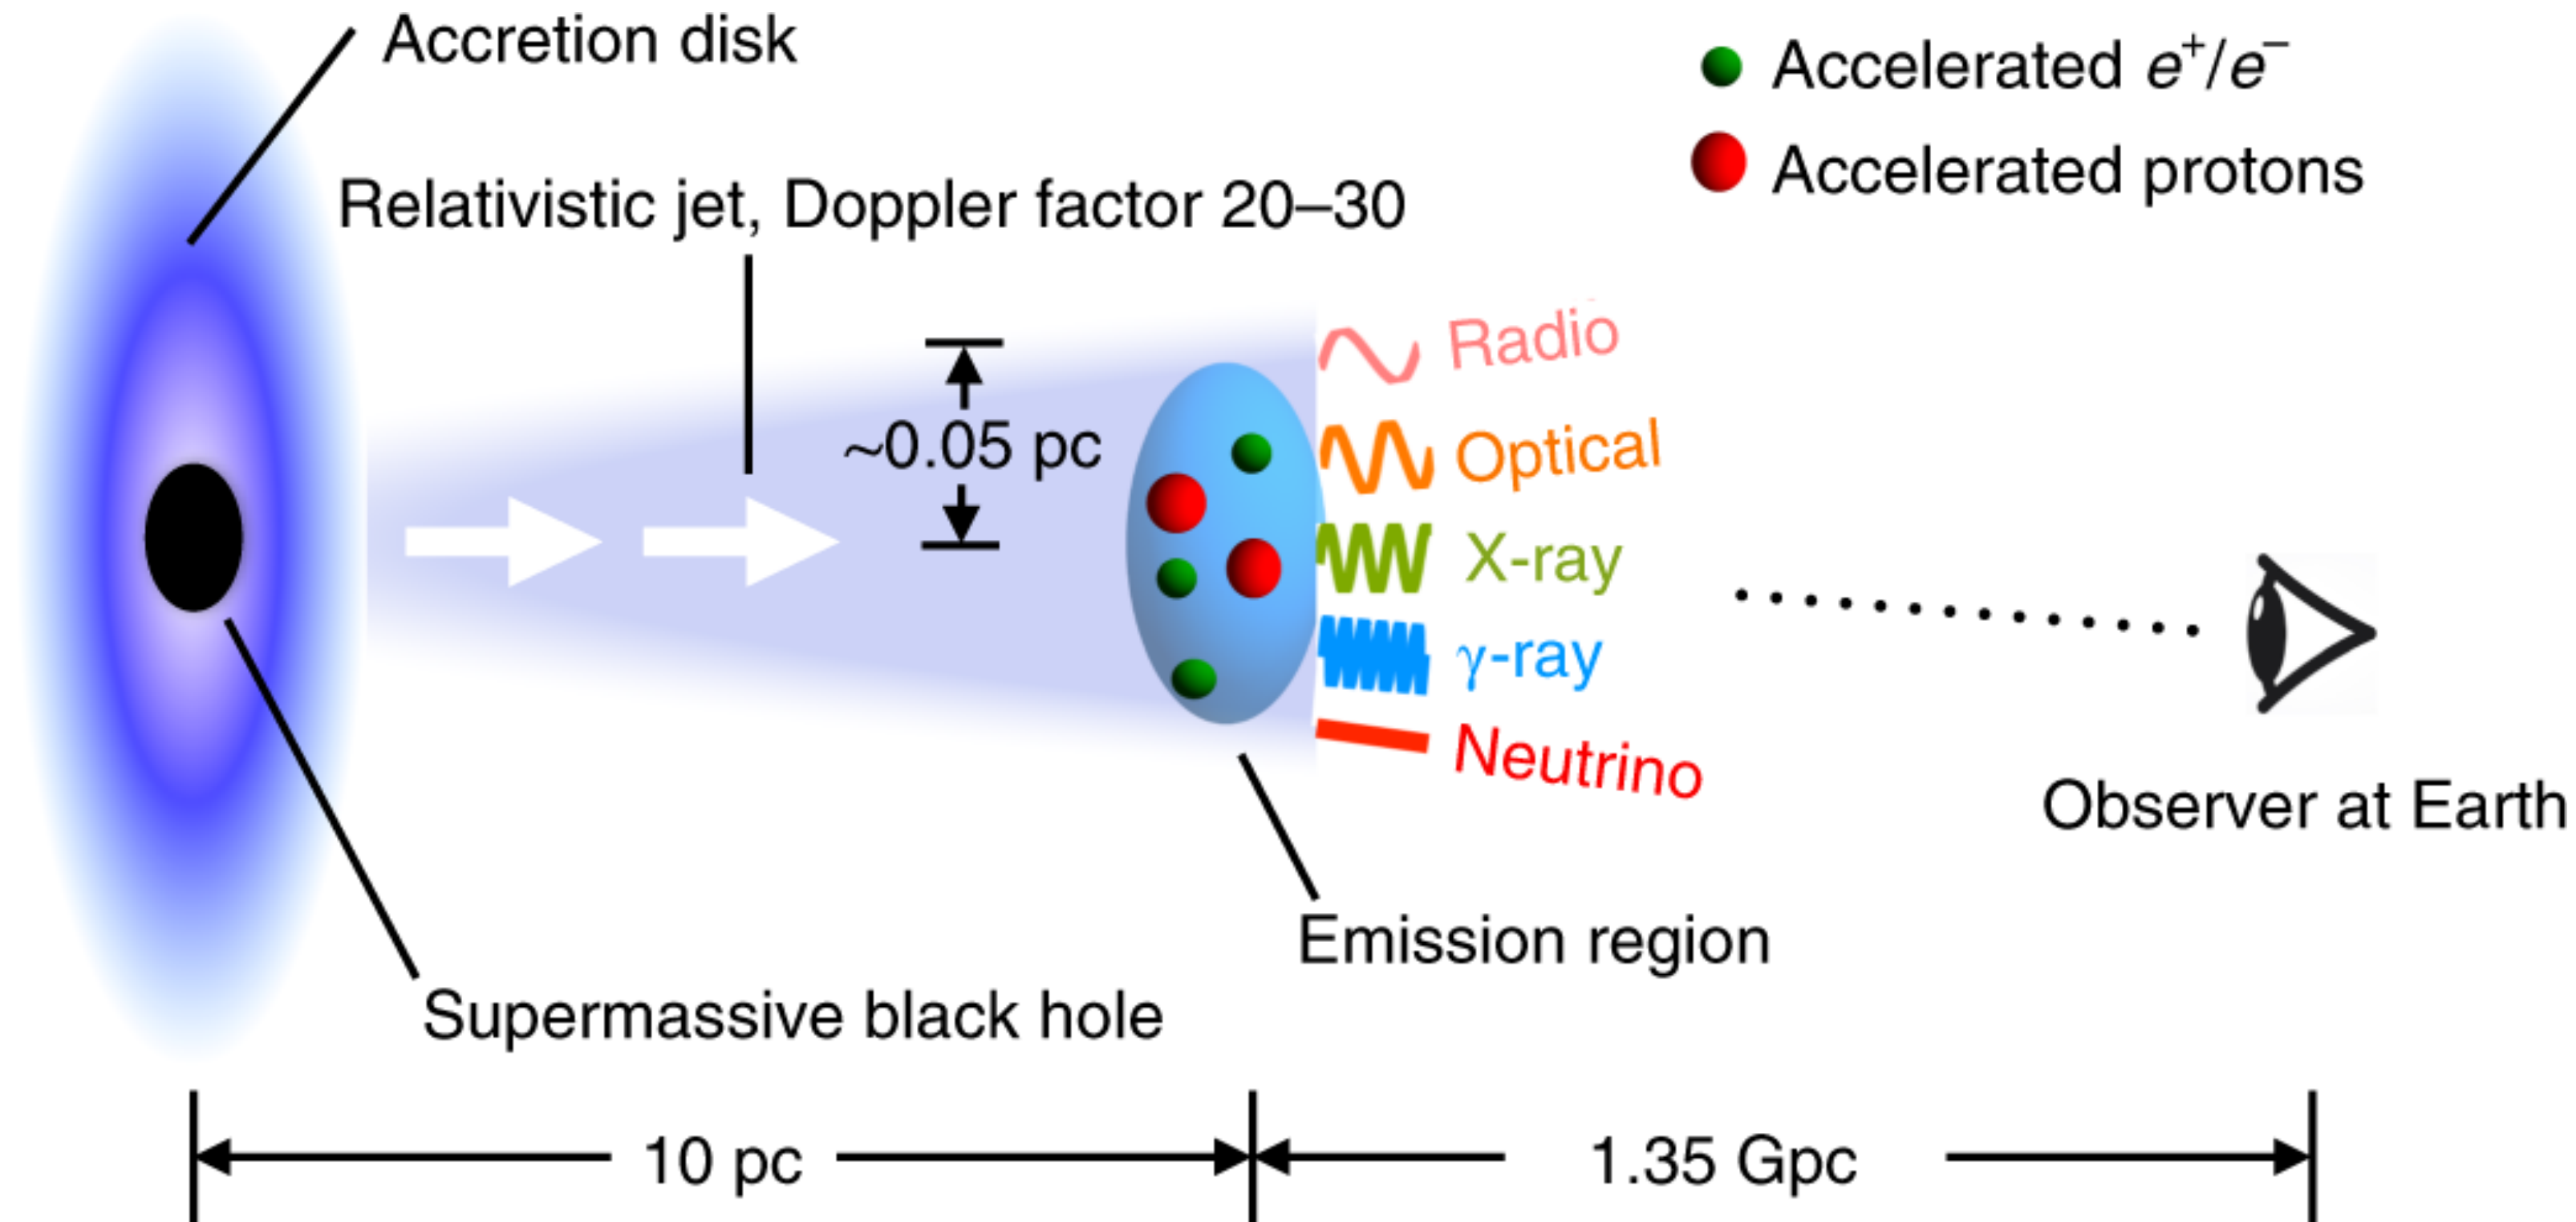 Accretion disk
Accelerated e⁺/e⁻
Accelerated protons
Relativistic jet, Doppler factor 20–30
Radio
~0.05 pc
Optical
X-ray
γ-ray
Neutrino
Observer at Earth
Emission region
Supermassive black hole
10 pc
1.35 Gpc